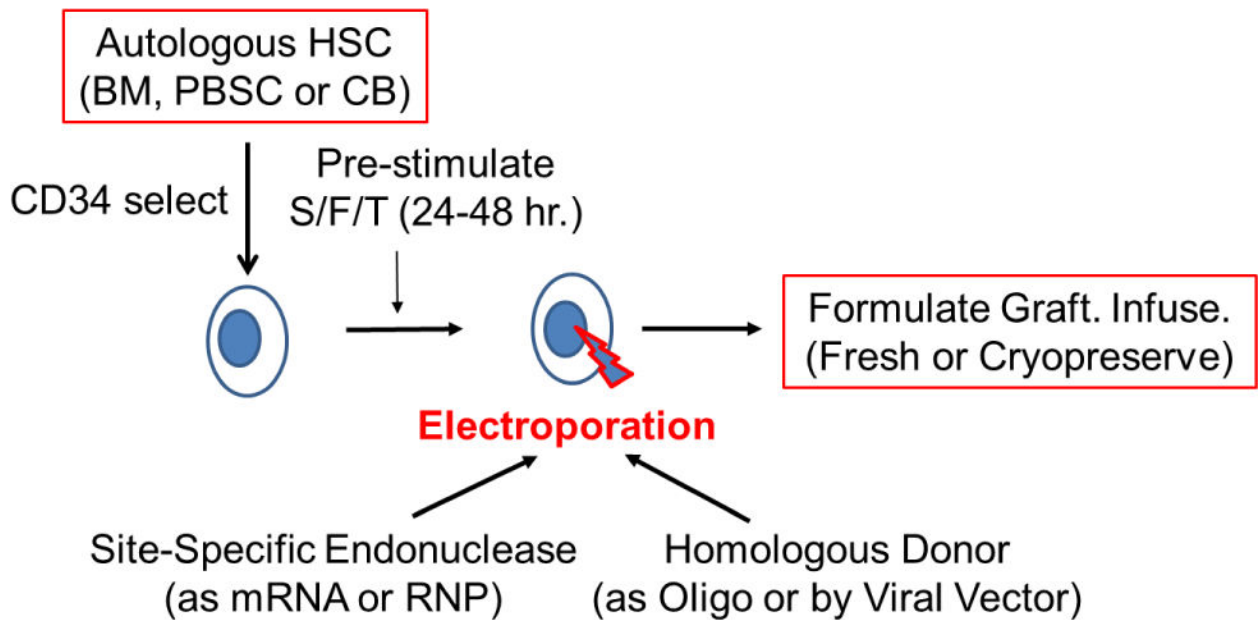 Autologous HSC
(BM, PBSC or CB)
CD34 select
Pre-stimulate
S/F/T (24-48 hr.)
Formulate Graft. Infuse.
(Fresh or Cryopreserve)
Electroporation
Site-Specific Endonuclease
(as mRNA or RNP)
Homologous Donor
(as Oligo or by Viral Vector)